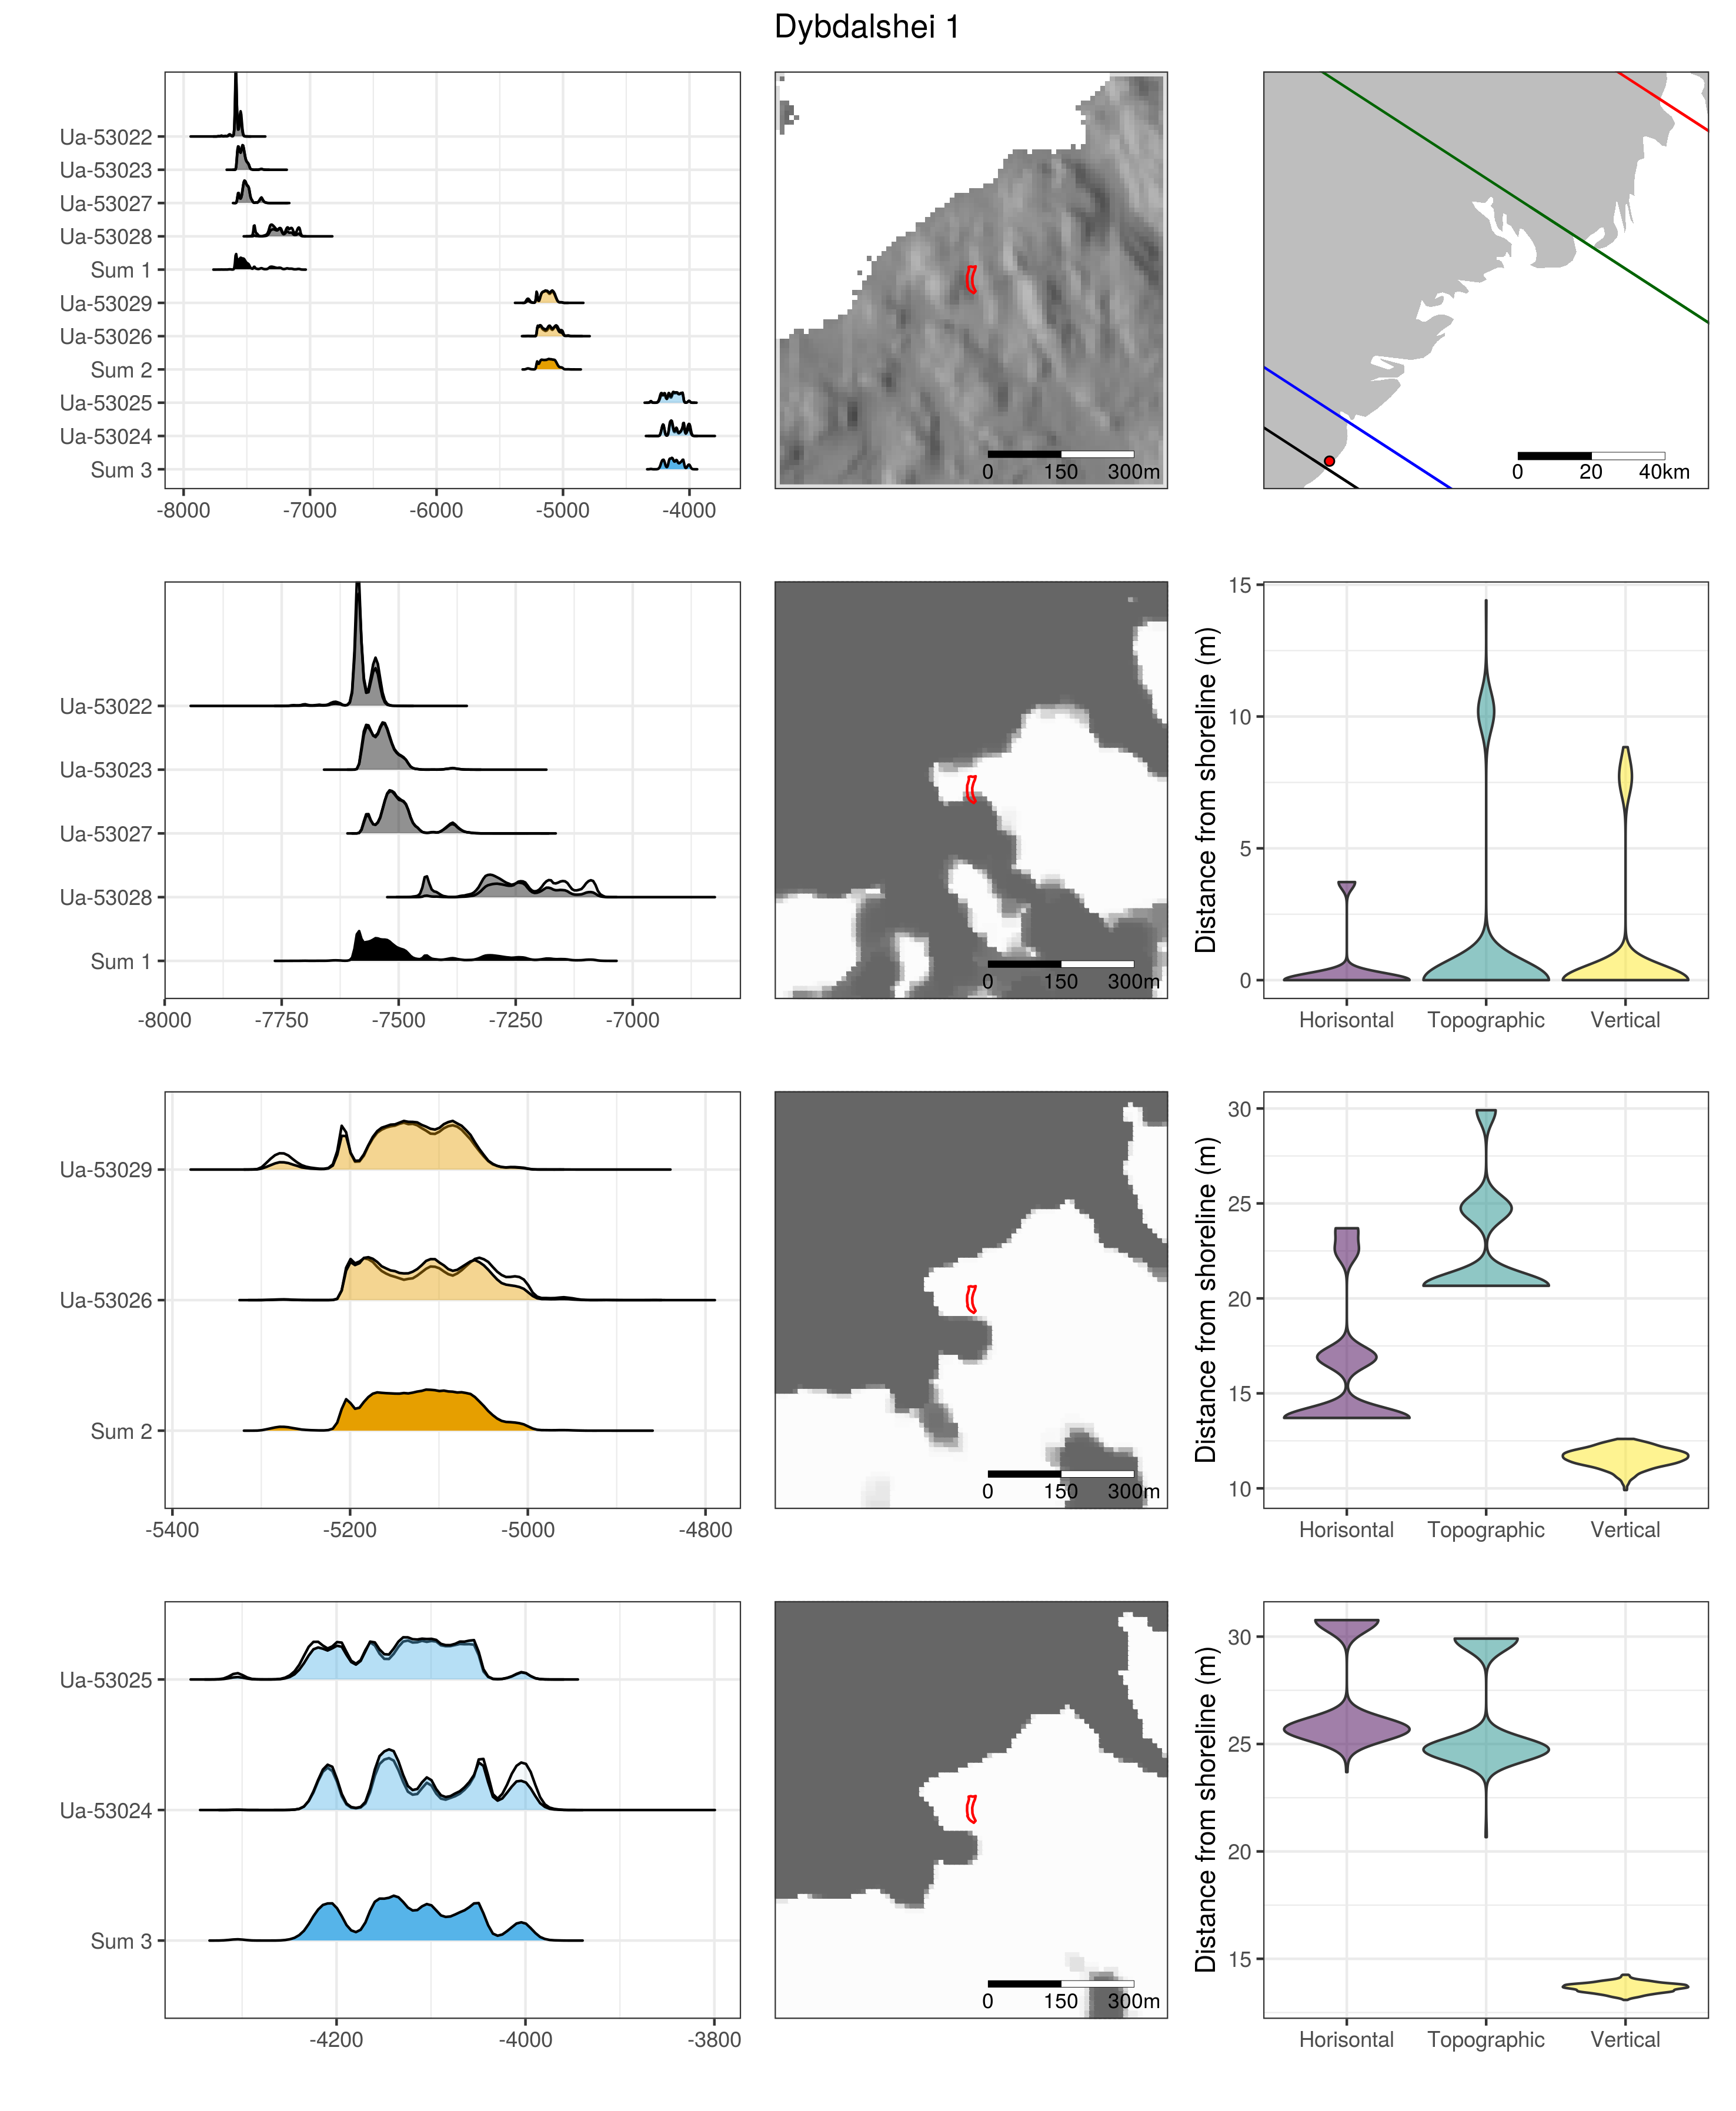 Dybdalshei 1
Ua-53022
Ua-53023
Ua-53027
Ua-53028
Sum 1
Ua-53029
Ua-53026
Sum 2
Ua-53025
Ua-53024
Sum 3
-8000 -7000 -6000 -5000 -4000
0 150 300m
0 20 40km
Ua-53022
Ua-53023
Ua-53027
Ua-53028
Sum 1
-8000 -7750 -7500 -7250 -7000
0 150 300m
Distance from shoreline (m)
15
10
5
0
Horisontal Topographic Vertical
Ua-53029
Ua-53026
Sum 2
-5400 -5200 -5000 -4800
0 150 300m
Distance from shoreline (m)
30
25
20
15
10
Horisontal Topographic Vertical
Ua-53025
Ua-53024
Sum 3
-4200 -4000 -3800
0 150 300m
Distance from shoreline (m)
30
25
20
15
Horisontal Topographic Vertical